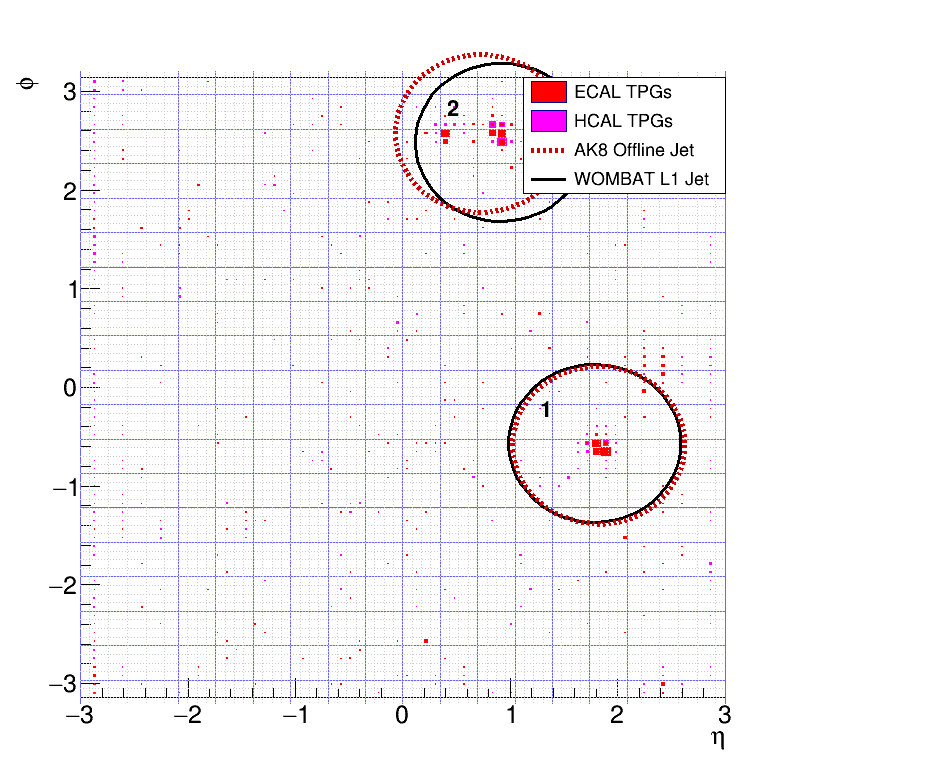 ϕ
3
2
1
0
−1
−2
−3
2
1
ECAL TPGs
HCAL TPGs
AK8 Offline Jet
WOMBAT L1 Jet
−3 −2 −1 0 1 2 3
η